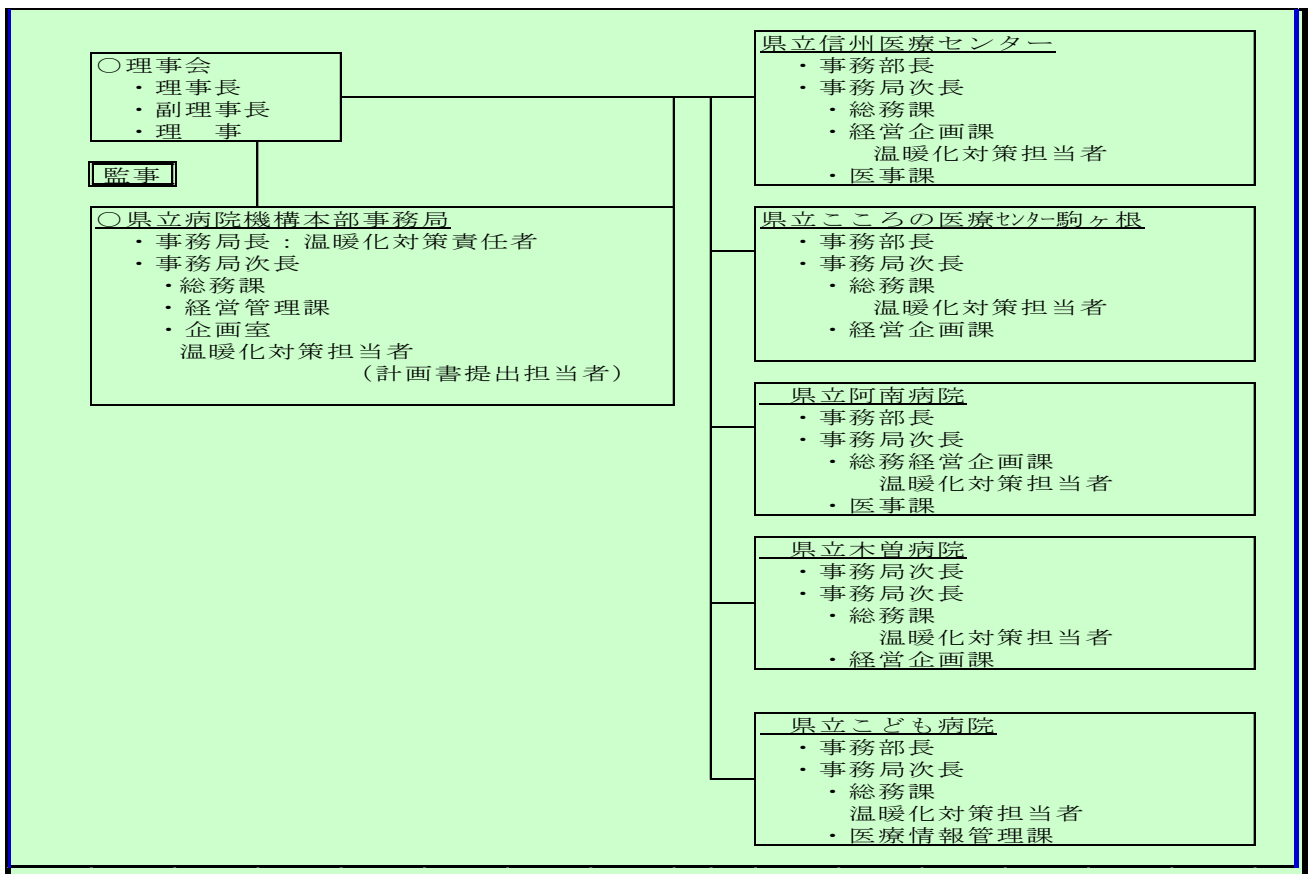 ○理事会
・理事長
・副理事長
・理　事
監事
○県立病院機構本部事務局
・事務局長：温暖化対策責任者
・事務局次長
・総務課
・経営管理課
・企画室
温暖化対策担当者
（計画書提出担当者）
県立信州医療センター
・事務部長
・事務局次長
・総務課
・経営企画課
温暖化対策担当者
・医事課
県立こころの医療ｾﾝﾀｰ駒ヶ根
・事務部長
・事務局次長
・総務課
温暖化対策担当者
・経営企画課
県立阿南病院
・事務部長
・事務局次長
・総務経営企画課
温暖化対策担当者
・医事課
県立木曽病院
・事務局次長
・事務局次長
・総務課
温暖化対策担当者
・経営企画課
県立こども病院
・事務部長
・事務局次長
・総務課
温暖化対策担当者
・医療情報管理課